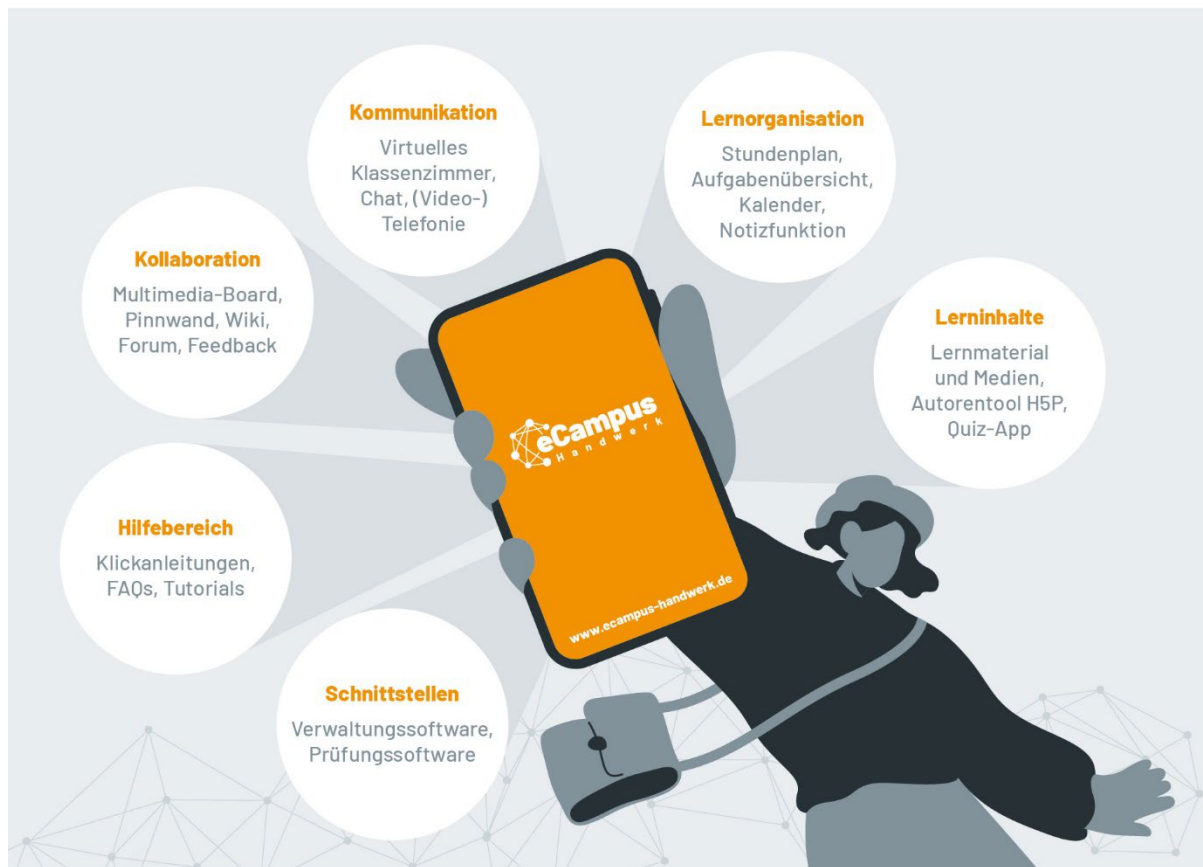 Kommunikation
Virtuelles
Klassenzimmer,
Chat, (Video-)
Telefonie
Lernorganisation
Stundenplan,
Aufgabenübersicht,
Kalender,
Notizfunktion
Kollaboration
Multimedia-Board,
Pinnwand, Wiki,
Forum, Feedback
Lerninhalte
Lernmaterial
und Medien,
Autorentool H5P,
Quiz-App
eCampus
Handwerk
www.ecampus-handwerk.de
Hilfebereich
Klickanleitungen,
FAQs, Tutorials
Schnittstellen
Verwaltungssoftware,
Prüfungssoftware